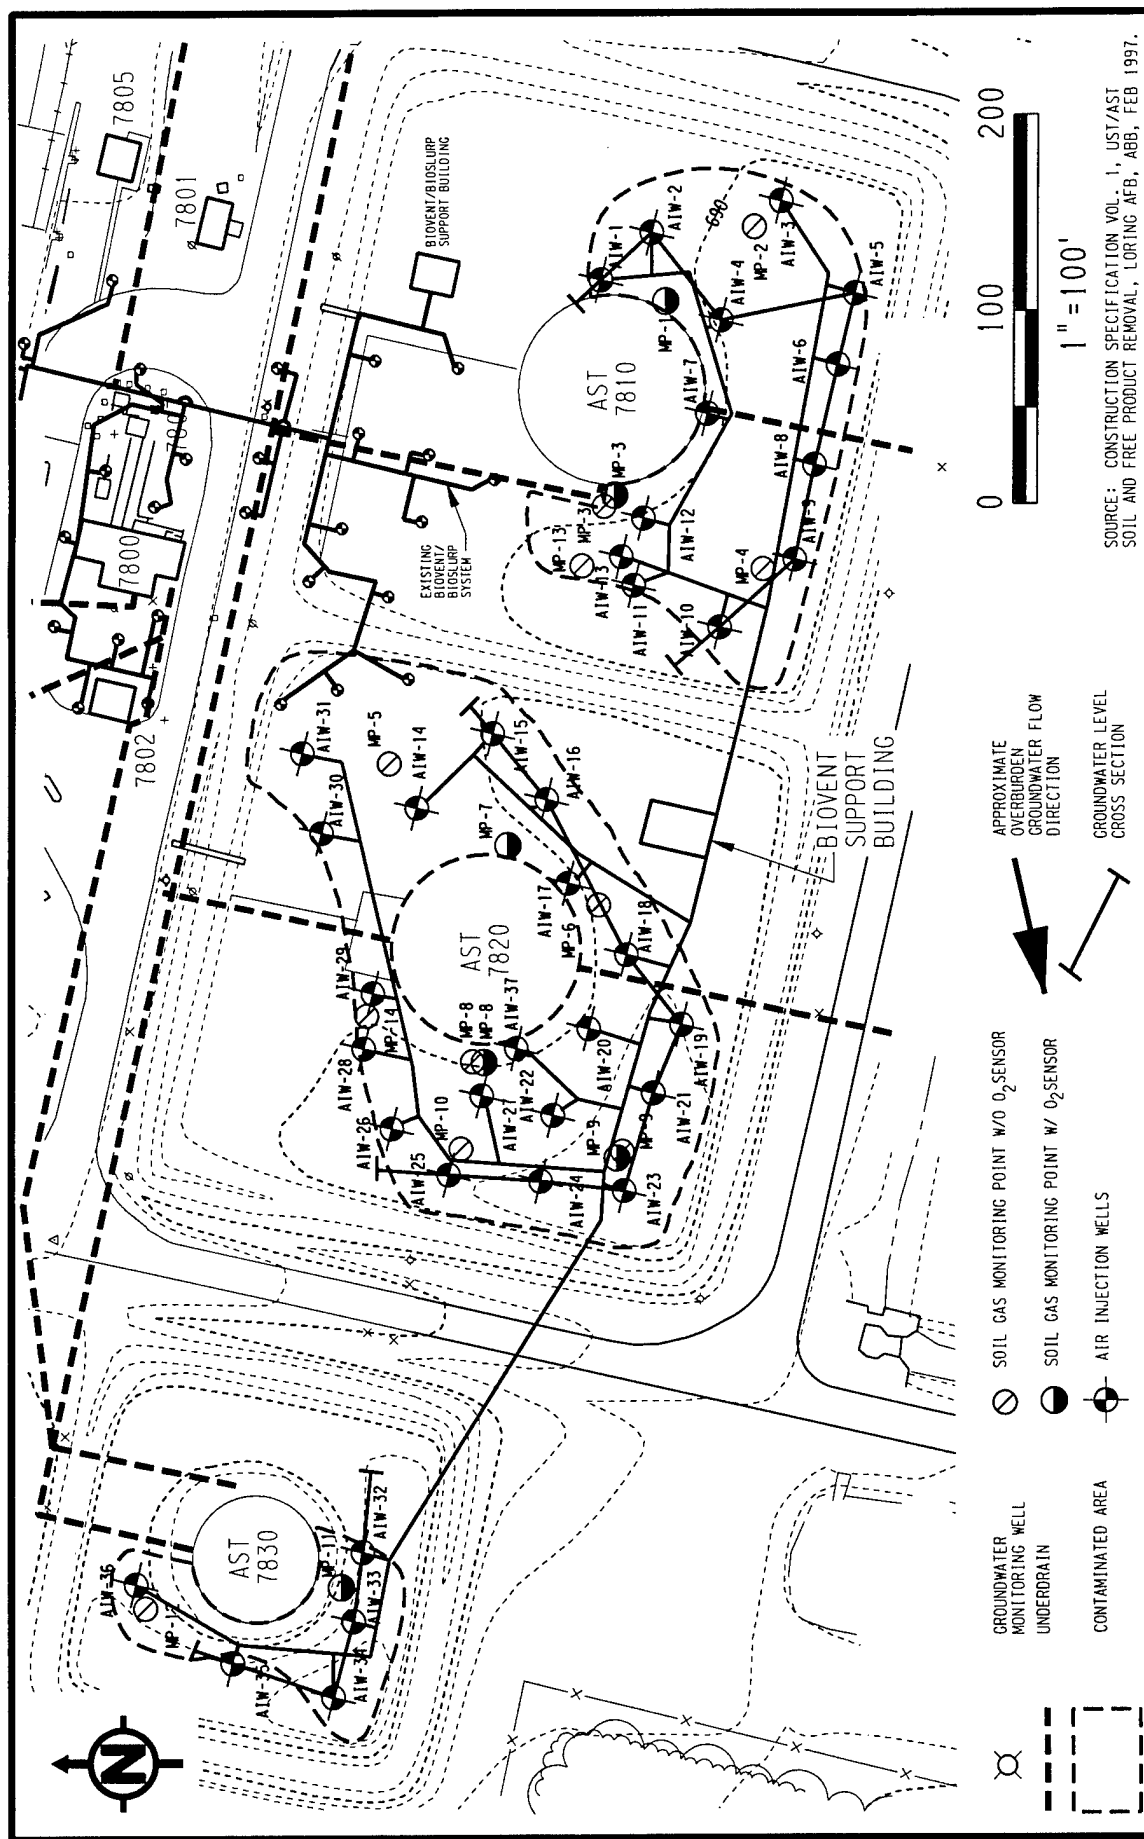 N
7805
7801
BIOVENT/BIOSLURP
SUPPORT BUILDING
7800
7802
EXISTING
BIOVENT/
BIOSLURP
SYSTEM
AST
7810
AIW-1
AIW-2
690
MP-1
MP-2
AIW-3
AIW-4
AIW-5
AIW-6
AIW-7
AIW-8
AIW-9
MP-3
MP-3
MP-13
AIW-12
AIW-13
AIW-11
AIW-10
MP-4
AIW-31
AIW-30
MP-5
AIW-14
AIW-15
AIW-16
MP-7
AIW-17
MP-6
AIW-18
AST
7820
BIOVENT
SUPPORT
BUILDING
AIW-29
MP-14
AIW-28
MP-8
MP-8
AIW-37
AIW-20
AIW-19
AIW-22
AIW-27
AIW-21
AIW-26
MP-10
MP-9
MP-9
AIW-25
AIW-24
AIW-23
AST
7830
AIW-36
MP-11
AIW-32
AIW-33
AIW-34
AIW-35
GROUNDWATER
MONITORING WELL
UNDERDRAIN
CONTAMINATED AREA
SOIL GAS MONITORING POINT W/O O2SENSOR
SOIL GAS MONITORING POINT W/ O2SENSOR
AIR INJECTION WELLS
APPROXIMATE
OVERBURDEN
GROUNDWATER FLOW
DIRECTION
GROUNDWATER LEVEL
CROSS SECTION
0 100 200
1" =100'
SOURCE: CONSTRUCTION SPECIFICATION VOL. 1, UST/AST
SOIL AND FREE PRODUCT REMOVAL, LORING AFB, ABB, FEB 1997.